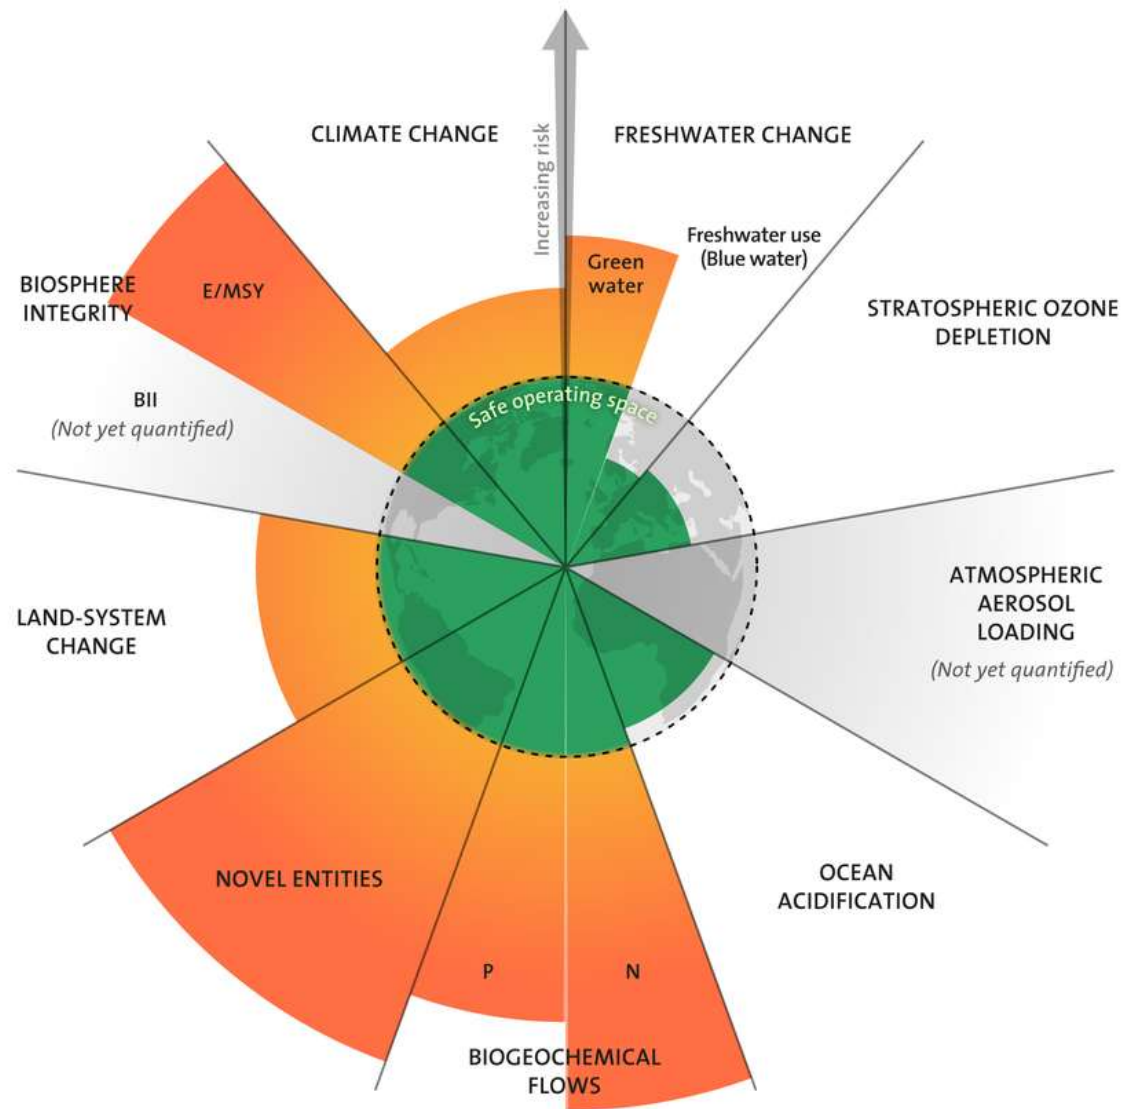 CLIMATE CHANGE
Increasing risk
FRESHWATER CHANGE
Freshwater use
(Blue water)
Green
water
STRATOSPHERIC OZONE
DEPLETION
BIOSPHERE
INTEGRITY
E/MSY
BII
(Not yet quantified)
Safe operating space
ATMOSPHERIC
AEROSOL
LOADING
(Not yet quantified)
LAND-SYSTEM
CHANGE
NOVEL ENTITIES
OCEAN
ACIDIFICATION
P
N
BIOGEOCHEMICAL
FLOWS